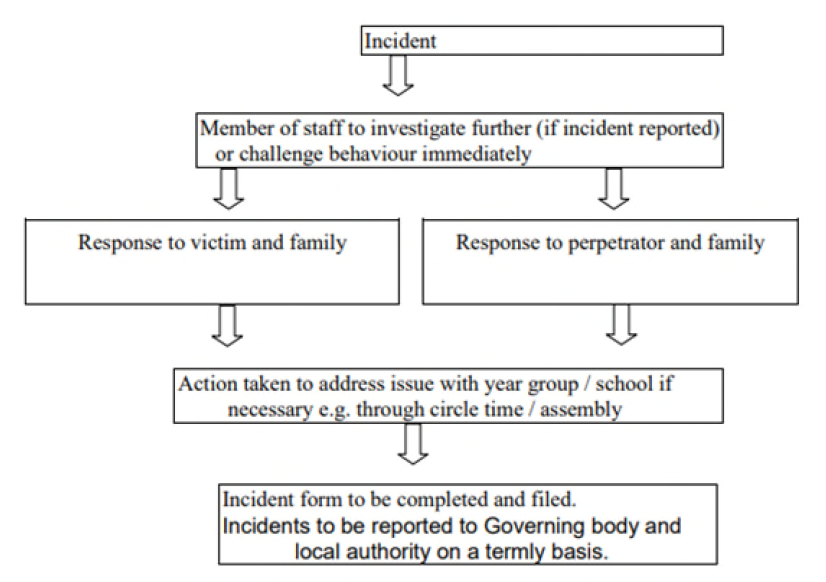 Incident
Member of staff to investigate further (if incident reported)
or challenge behaviour immediately
Response to victim and family
Response to perpetrator and family
Action taken to address issue with year group / school if
necessary e.g. through circle time / assembly
Incident form to be completed and filed.
Incidents to be reported to Governing body and
local authority on a termly basis.